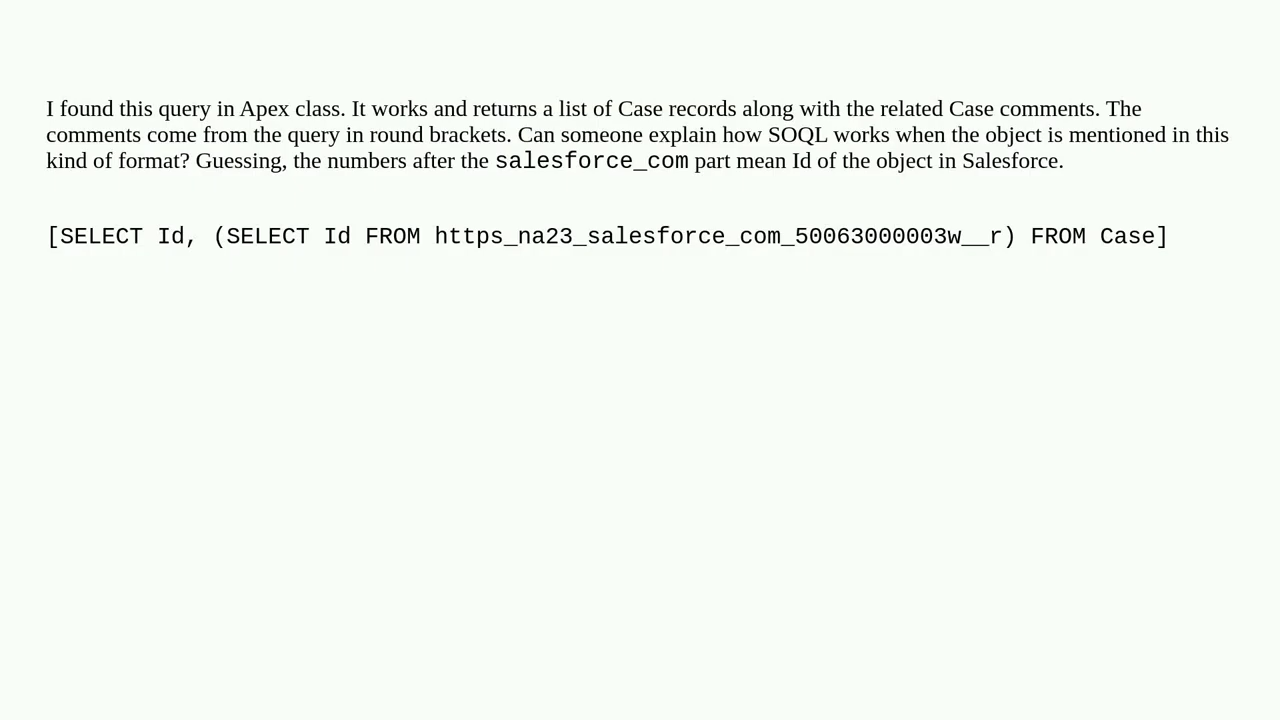 I found this query in Apex class. It works and returns a list of Case records along with the related Case comments. The
comments come from the query in round brackets. Can someone explain how SOQL works when the object is mentioned in this
kind of format? Guessing, the numbers after the salesforce_com part mean Id of the object in Salesforce.
[SELECT Id, (SELECT Id FROM https_na23_salesforce_com_50063000003w__r) FROM Case]